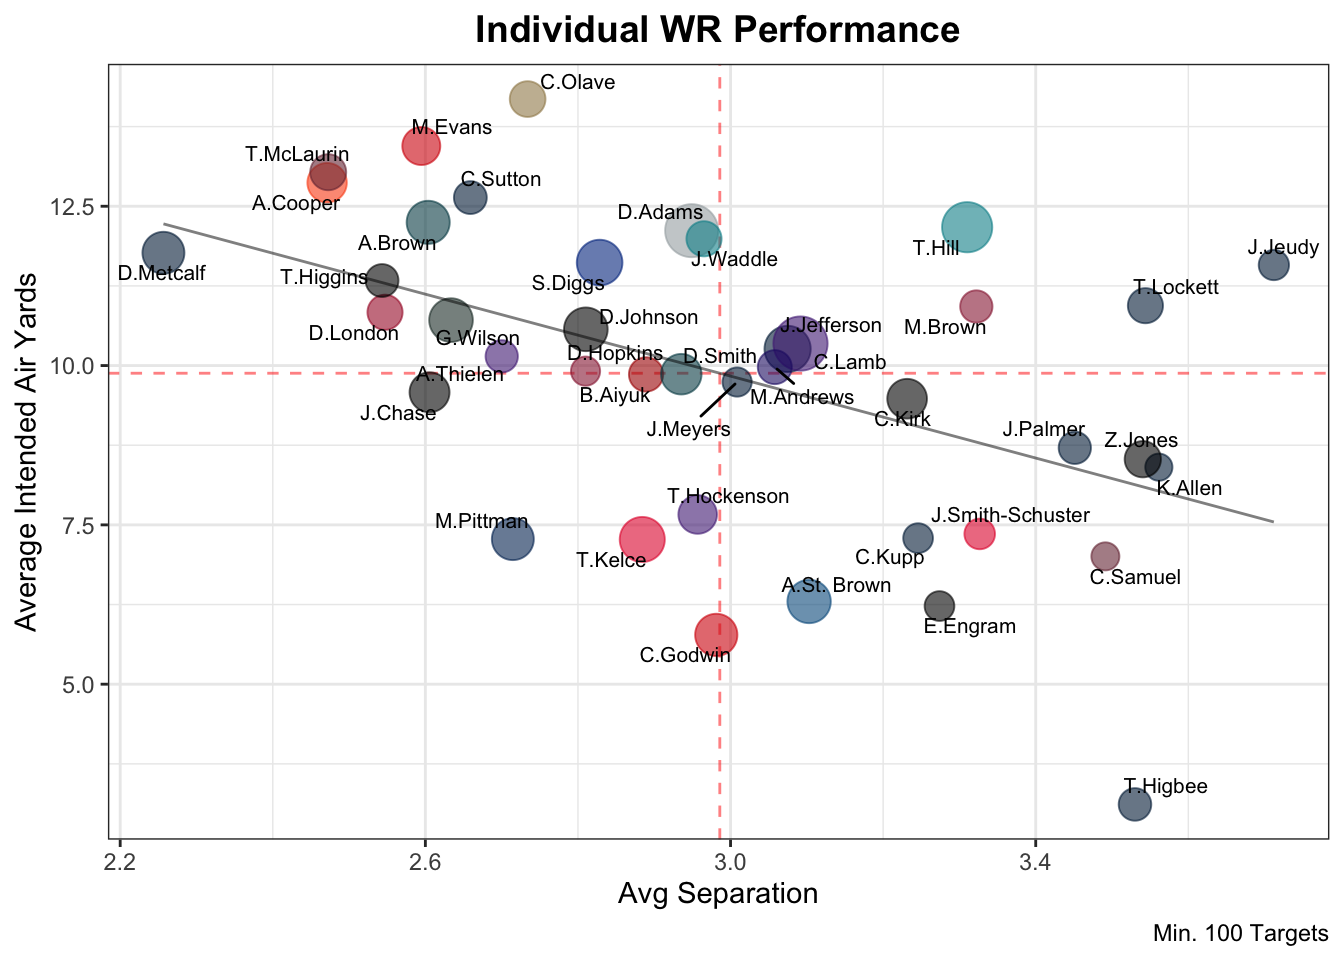 Individual WR Performance
C.Olave
M.Evans
T.McLaurin
C.Sutton
A.Cooper
D.Adams
A.Brown
T.Hill
J.Jeudy
J.Waddle
D.Metcalf
T.Higgins
S.Diggs
T.Lockett
D.London
D.Johnson
J.Jefferson
M.Brown
G.Wilson
D.Hopkins
D.Smith
C.Lamb
A.Thielen
B.Aiyuk
M.Andrews
J.Chase
C.Kirk
J.Meyers
J.Palmer
Z.Jones
K.Allen
T.Hockenson
M.Pittman
J.Smith-Schuster
T.Kelce
C.Kupp
C.Samuel
A.St. Brown
E.Engram
C.Godwin
T.Higbee
12.5
10.0
7.5
5.0
2.2
2.6
3.0
3.4
Average Intended Air Yards
Avg Separation
Min. 100 Targets